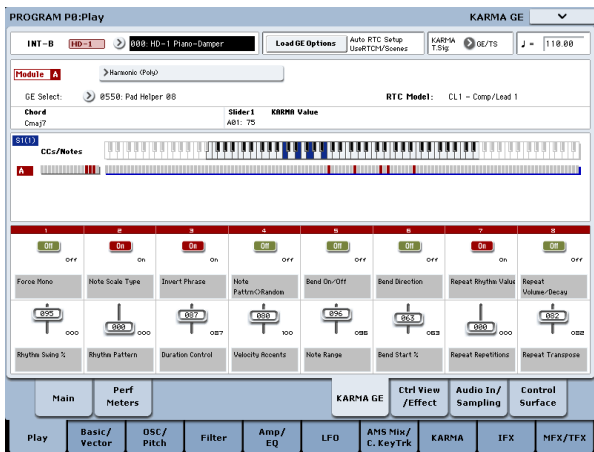 PROGRAM P0:Play KARMA GE
INT-B HD-1 000: HD-1 Piano-Damper Load GE Options Auto RTC Setup KARMA GE/TS ♩ = 110.00
UseRTCM/Scenes T.Sig:
Module A Harmonic (Poly)
GE Select: 0550: Pad Helper 08 RTC Model: CL1 - Comp/Lead 1
Chord Slider1 KARMA Value
Cmaj7 A01: 75
S1(1)
CCs/Notes
A
1 2 3 4 5 6 7 8
Off On On Off Off Off On Off
Off On On Off Off Off On Off
Force Mono Note Scale Type Invert Phrase Note Bend On/Off Bend Direction Repeat Rhythm Value Repeat
Pattrn<>Random Volume/Decay
095 000 087 080 096 063 000 082
000 000 087 100 096 063 000 082
Rhythm Swing % Rhythm Pattern Duration Control Velocity Accents Note Range Bend Start % Repeat Repetitions Repeat Transpose
Main Perf KARMA GE Ctrl View Audio In/ Control
Meters /Effect Sampling Surface
Play Basic/ OSC/ Filter Amp/ LFO AMS Mix/ KARMA IFX MFX/TFX
Vector Pitch EQ C.KeyTrk